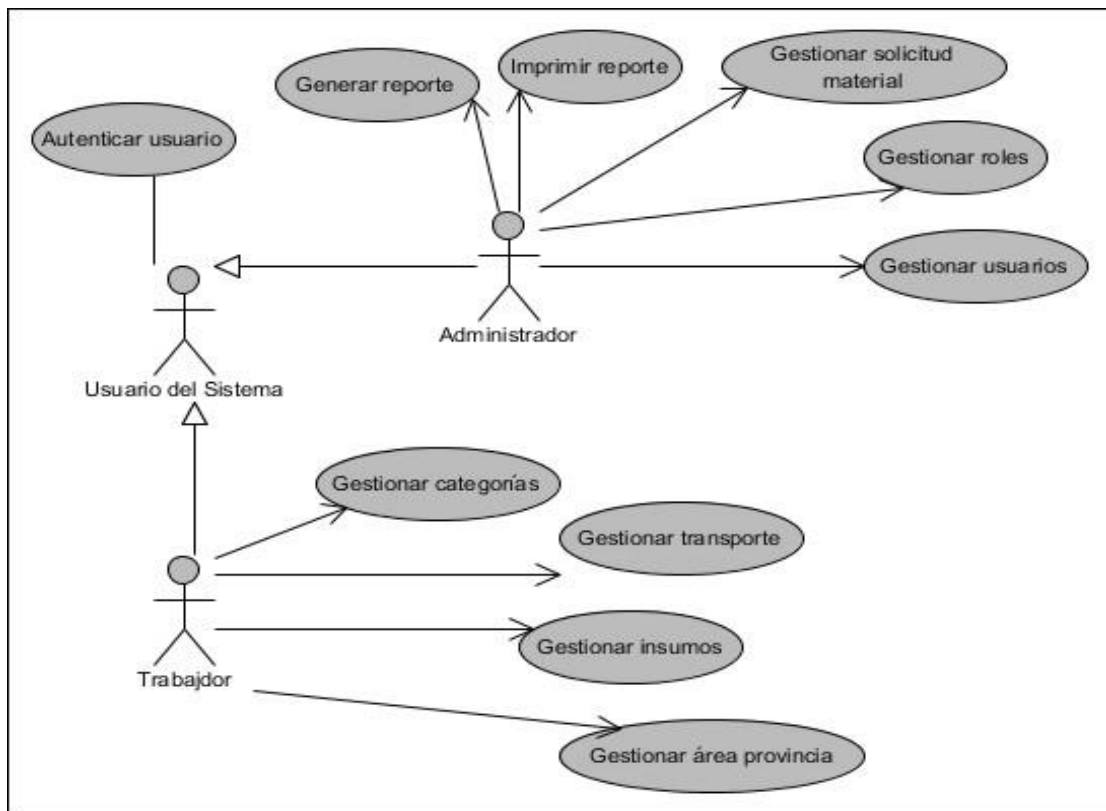 Imprimir reporte
Gestionar solicitud
material
Generar reporte
Autenticar usuario
Gestionar roles
Gestionar usuarios
Administrador
Usuario del Sistema
Gestionar categorías
Gestionar transporte
Gestionar insumos
Trabajdor
Gestionar área provincia